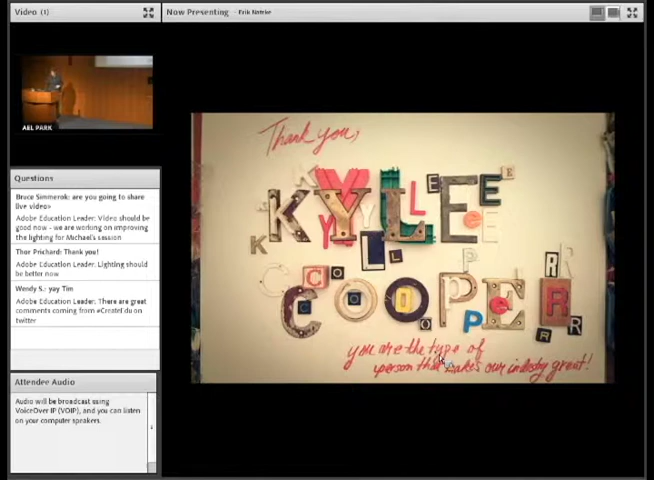 Video (1)
Now Presenting - Erik Natzke
AEL PARK
Questions
Bruce Simmerok: are you going to share
live video>
Adobe Education Leader: Video should be
good now - we are working on improving
the lighting for Michael's session
Thor Prichard: Thank you!
Adobe Education Leader: Lighting should
be better now
Wendy S.: yay Tim
Adobe Education Leader: There are great
comments coming from #CreatEdu on
twitter
Attendee Audio
Audio will be broadcast using
VoiceOver IP (VOIP), and you can listen
on your computer speakers.
Thank you,
KYLEE
COOPER
you are the type of
person that makes our industry great!